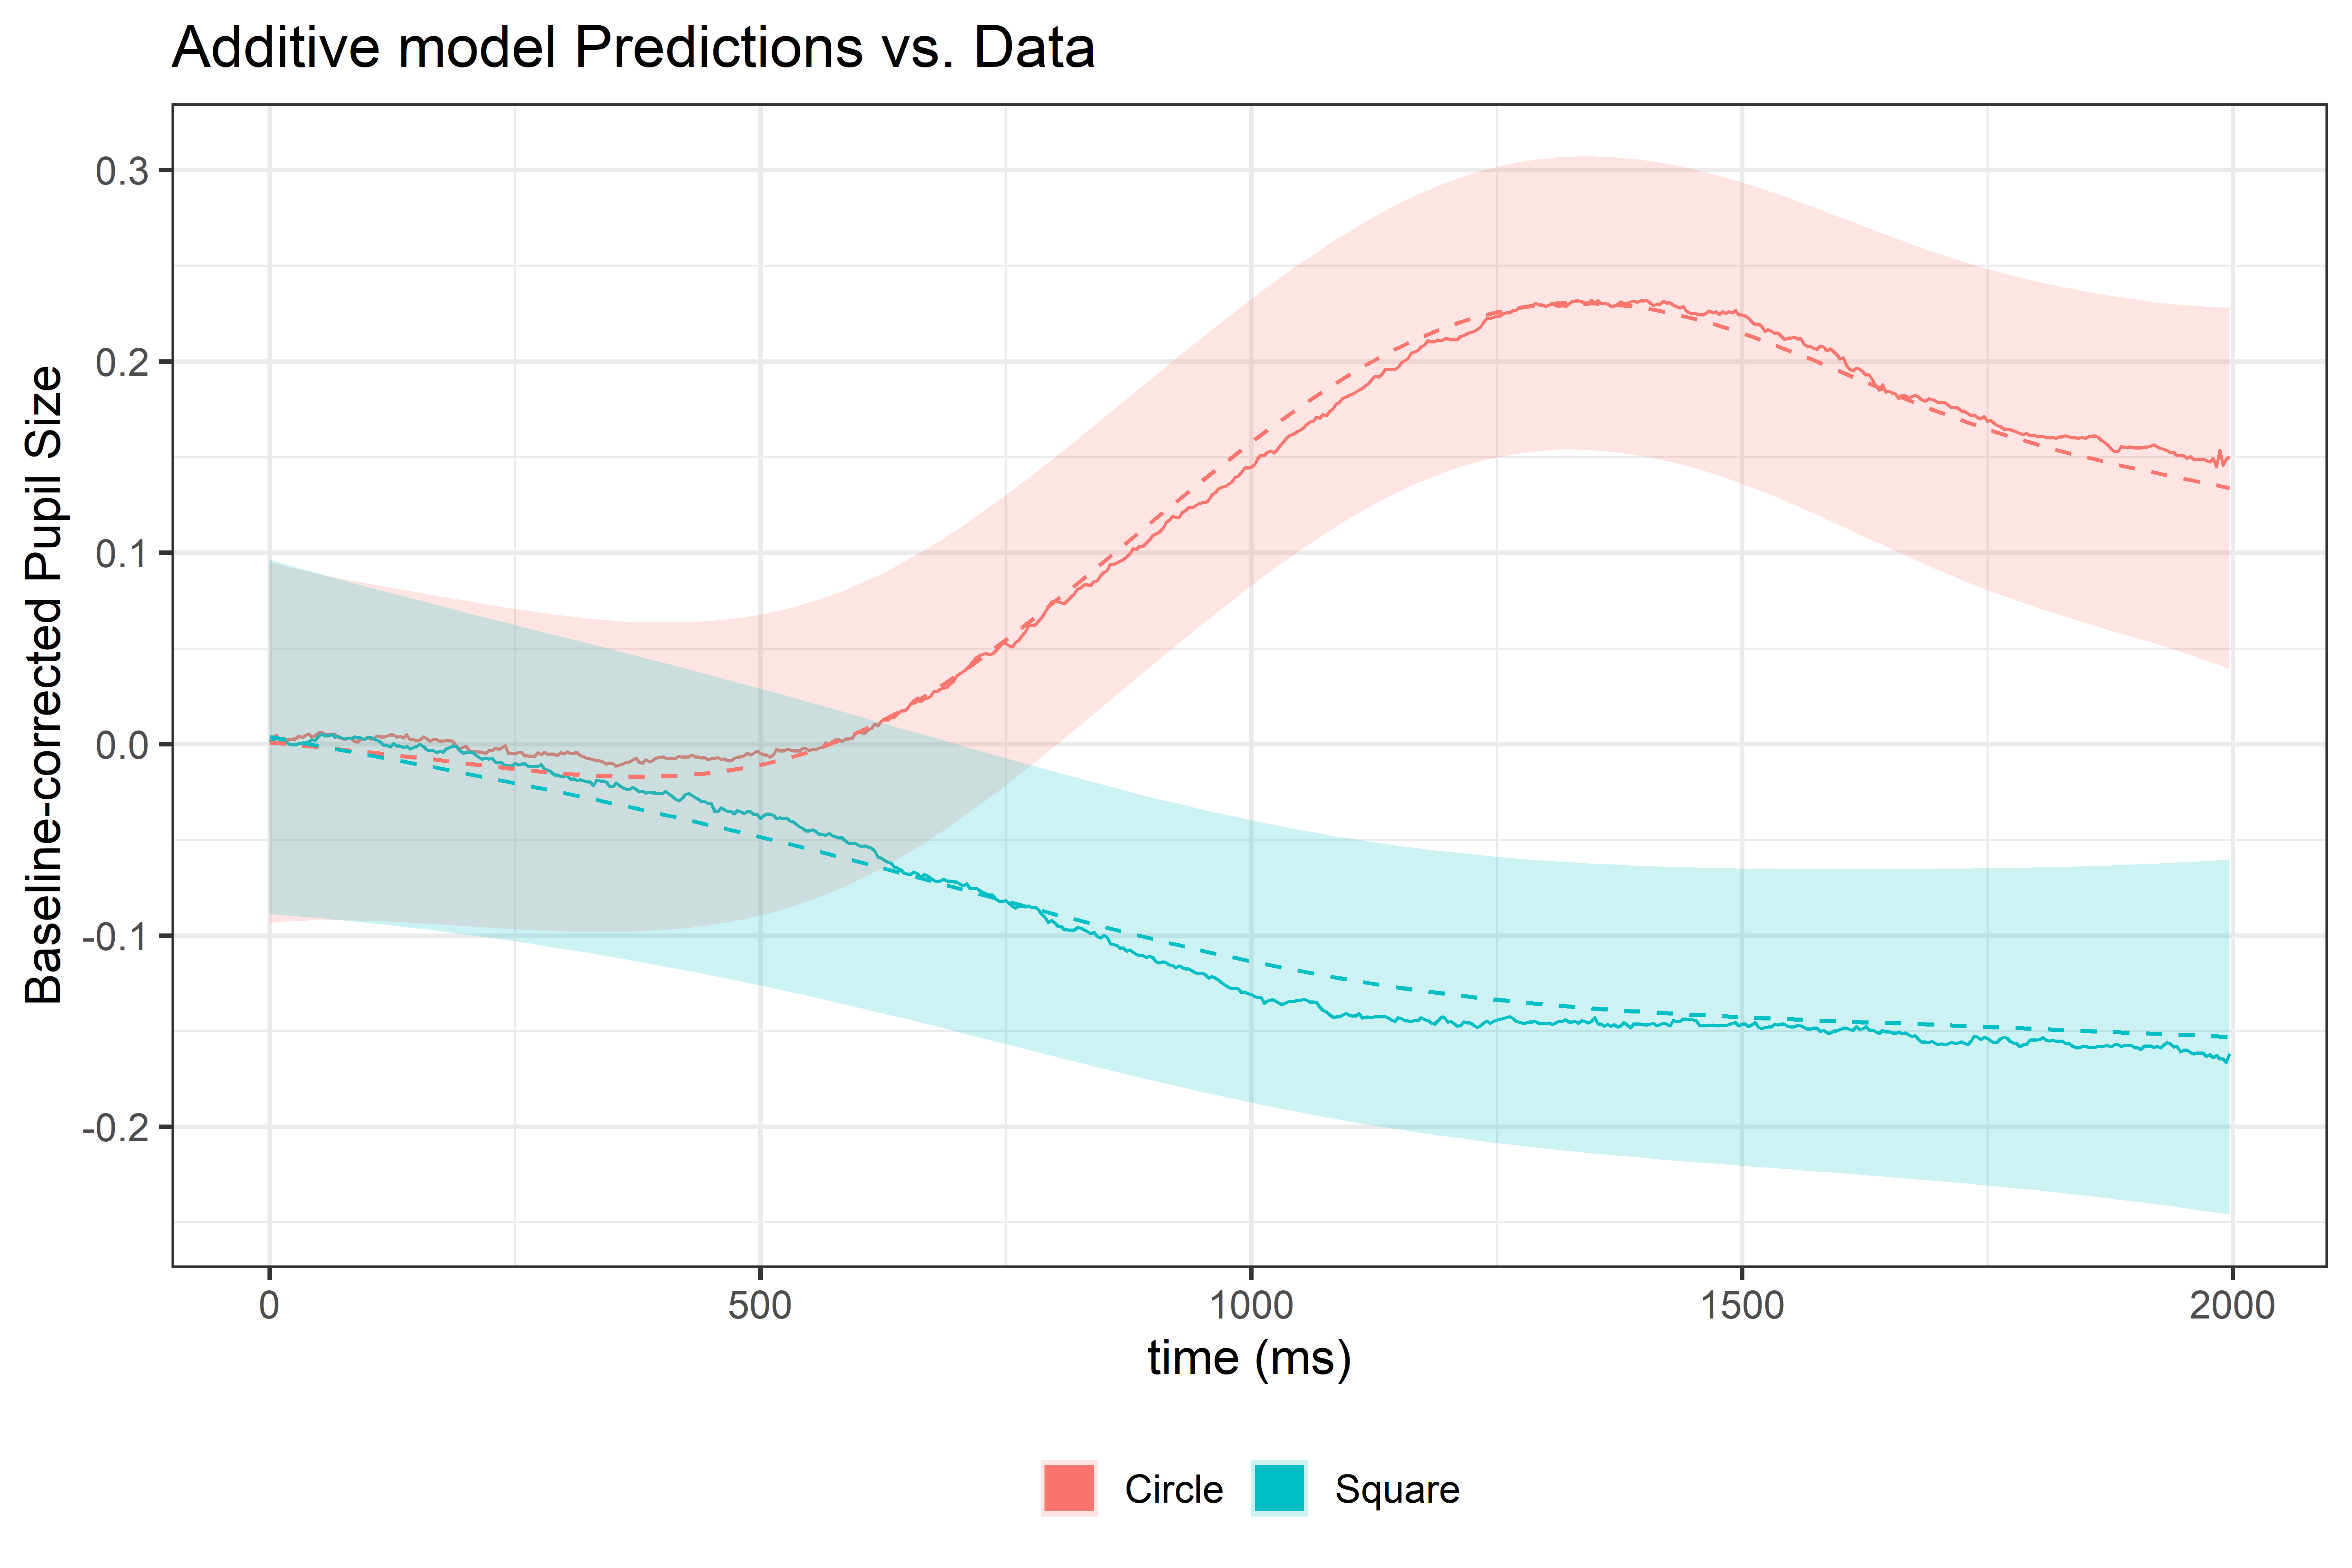 Additive model Predictions vs. Data
Baseline-corrected Pupil Size
0.3
0.2
0.1
0.0
-0.1
-0.2
0 500 1000 1500 2000
time (ms)
Circle Square